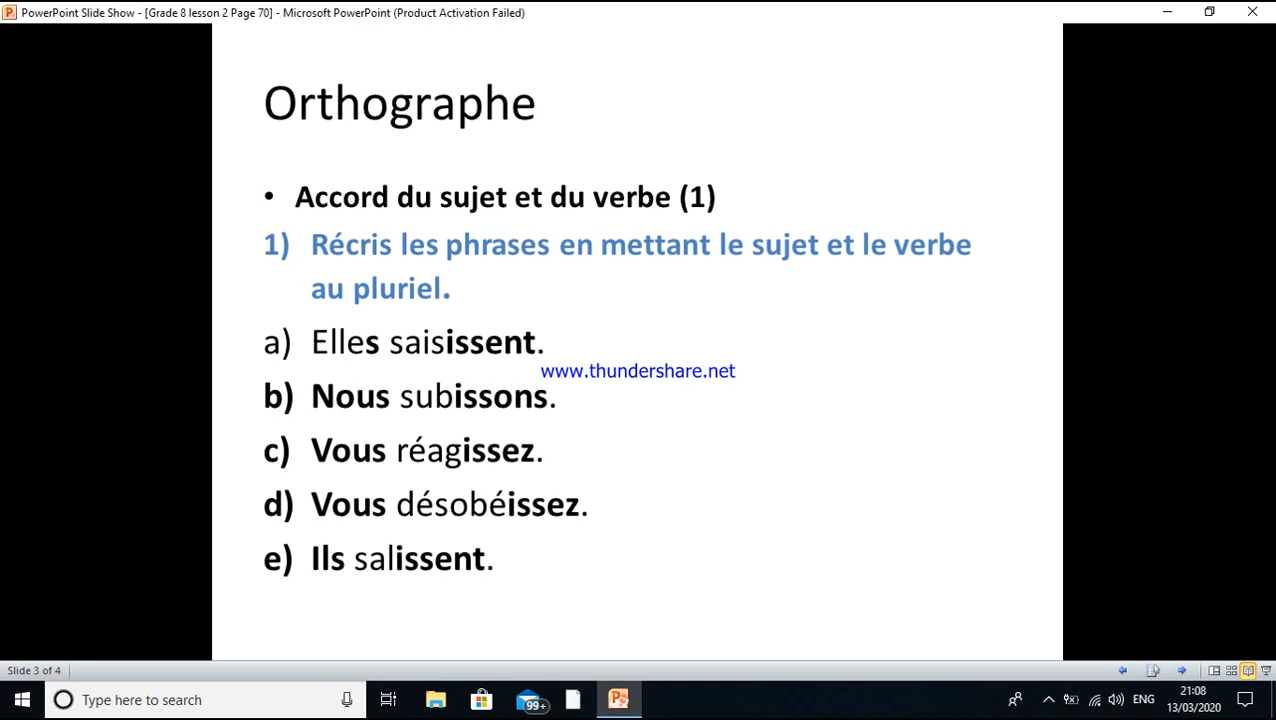 PowerPoint Slide Show - [Grade 8 lesson 2 Page 70] - Microsoft PowerPoint (Product Activation Failed)
Orthographe
• Accord du sujet et du verbe (1)
1) Récris les phrases en mettant le sujet et le verbe
au pluriel.
a) Elles saisissent.
www.thundershare.net
b) Nous subissons.
c) Vous réagissez.
d) Vous désobéissez.
e) Ils salissent.
Slide 3 of 4
Type here to search
99+
ENG
21:08
13/03/2020